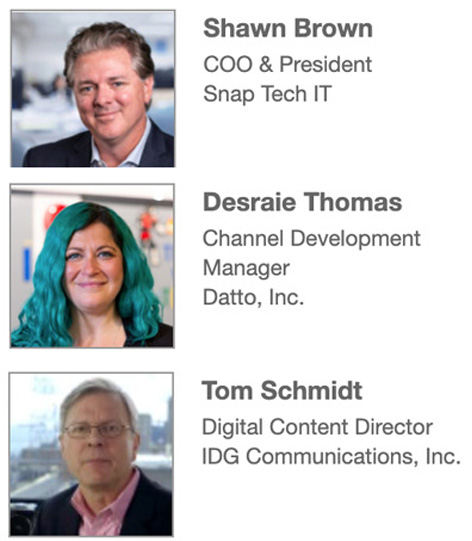 Shawn Brown
COO & President
Snap Tech IT
Desraie Thomas
Channel Development
Manager
Datto, Inc.
Tom Schmidt
Digital Content Director
IDG Communications, Inc.